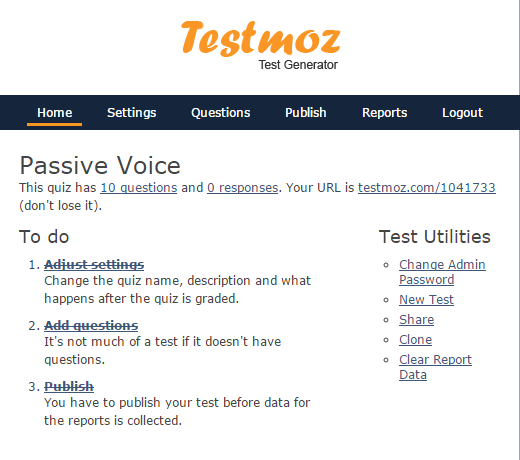 Testmoz
Test Generator
Home Settings Questions Publish Reports Logout
Passive Voice
This quiz has 10 questions and 0 responses. Your URL is testmoz.com/1041733
(don't lose it).
To do
1. Adjust settings
Change the quiz name, description and what
happens after the quiz is graded.
2. Add questions
It's not much of a test if it doesn't have
questions.
3. Publish
You have to publish your test before data for
the reports is collected.
Test Utilities
Change Admin
Password
New Test
Share
Clone
Clear Report
Data